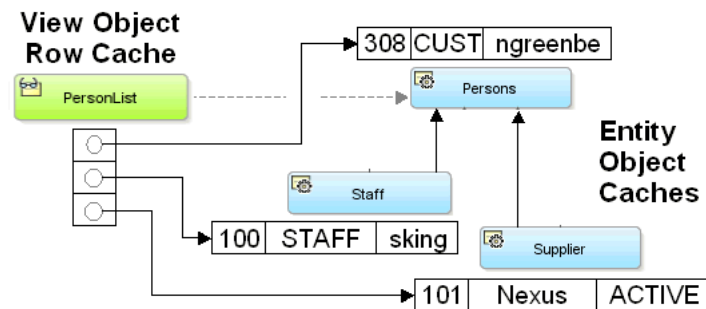 View Object
Row Cache
308 CUST ngreenbe
PersonList
Persons
Entity
Object
Caches
Staff
100 STAFF sking
Supplier
101 Nexus ACTIVE